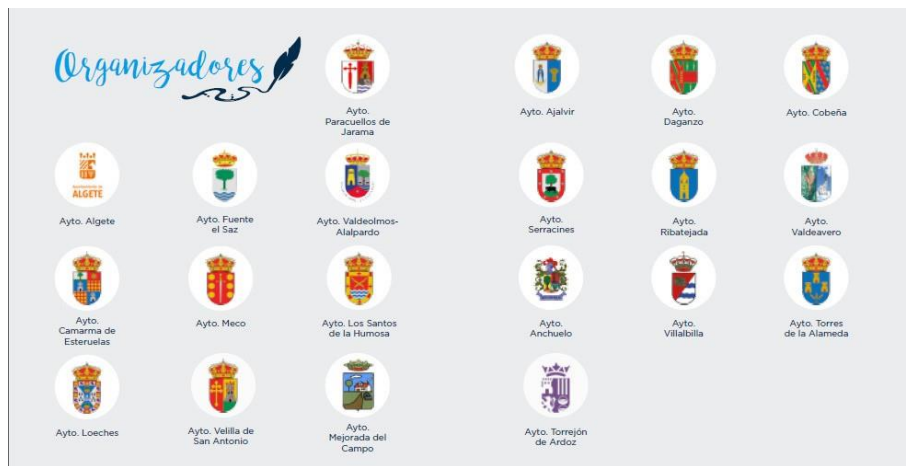 Organizadores
Ayto.
Paracuellos de
Jarama
Ayto. Ajalvir
Ayto.
Daganzo
Ayto. Cobeña
ALGETE
Ayto. Algete
Ayto. Fuente
el Saz
Ayto. Valdeolmos-
Alalpardo
Ayto.
Serracines
Ayto.
Ribatejada
Ayto.
Valdeavero
Ayto.
Camarma de
Esteruelas
Ayto. Meco
Ayto. Los Santos
de la Humosa
Ayto.
Anchuelo
Ayto.
Villalbilla
Ayto. Torres
de la Alameda
Ayto. Loeches
Ayto. Velilla de
San Antonio
Ayto.
Mejorada del
Campo
Ayto. Torrejón
de Ardoz